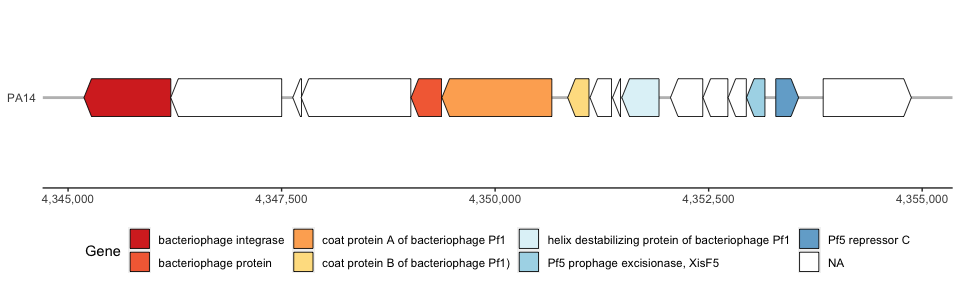 PA14
4,345,000 4,347,500 4,350,000 4,352,500 4,355,000
Gene
bacteriophage integrase coat protein A of bacteriophage Pf1 helix destabilizing protein of bacteriophage Pf1 Pf5 repressor C
bacteriophage protein coat protein B of bacteriophage Pf1) Pf5 prophage excisionase, XisF5 NA